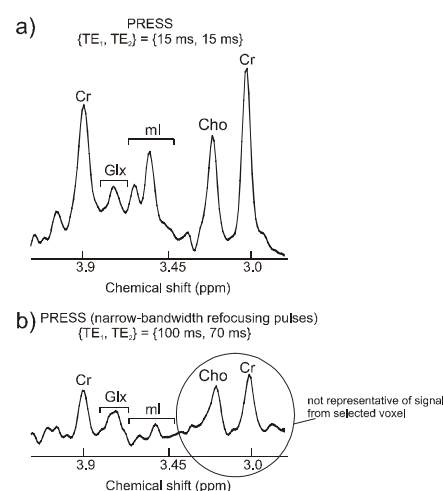 a)
PRESS
{TE₁, TE₂} = {15 ms, 15 ms}
Cr
Cr
Cho
mI
Glx
3.9 3.45 3.0
Chemical shift (ppm)
b) PRESS (narrow-bandwidth refocusing pulses)
{TE₁, TE₂} = {100 ms, 70 ms}
Cr
Glx
mI
Cho
Cr
not representative of signal
from selected voxel
3.9 3.45 3.0
Chemical shift (ppm)